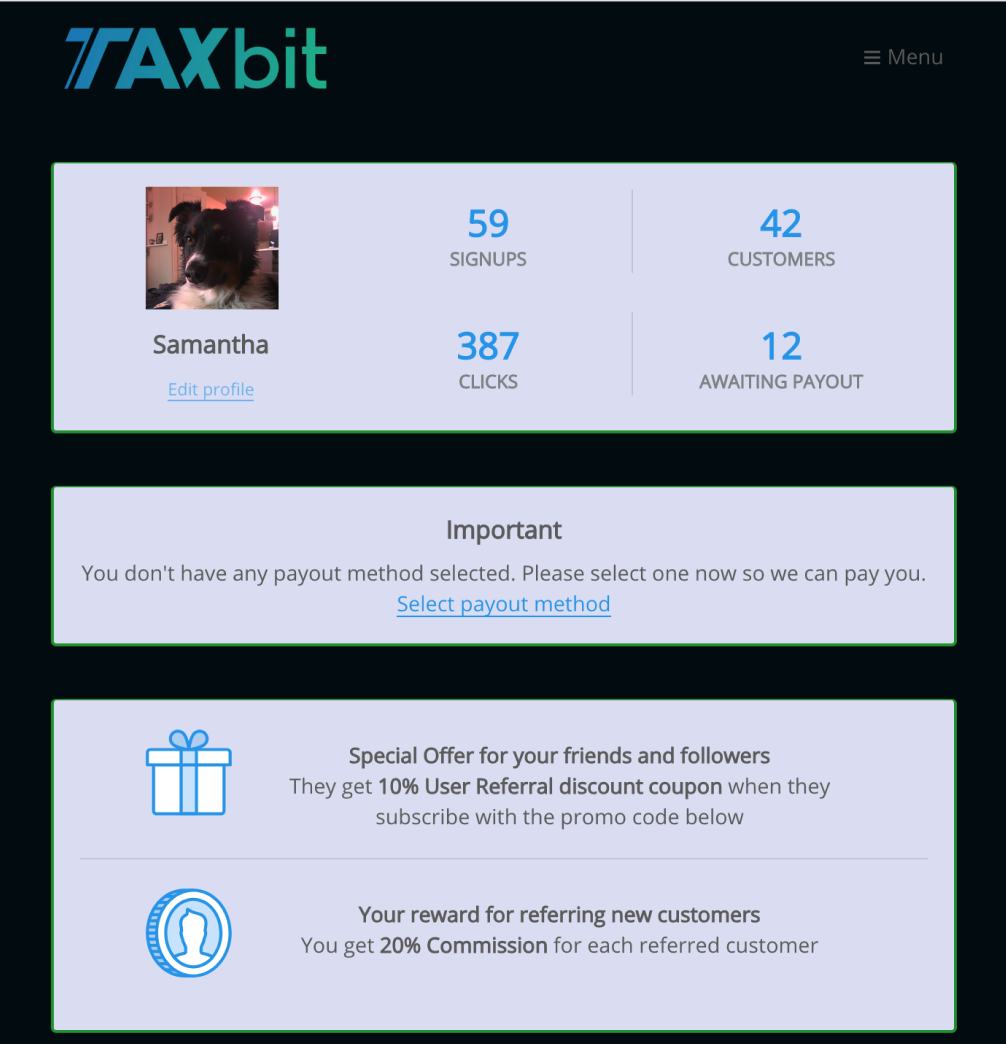 TAXbit
Menu
59
SIGNUPS
42
CUSTOMERS
Samantha
Edit profile
387
CLICKS
12
AWAITING PAYOUT
Important
You don't have any payout method selected. Please select one now so we can pay you.
Select payout method
Special Offer for your friends and followers
They get 10% User Referral discount coupon when they
subscribe with the promo code below
Your reward for referring new customers
You get 20% Commission for each referred customer